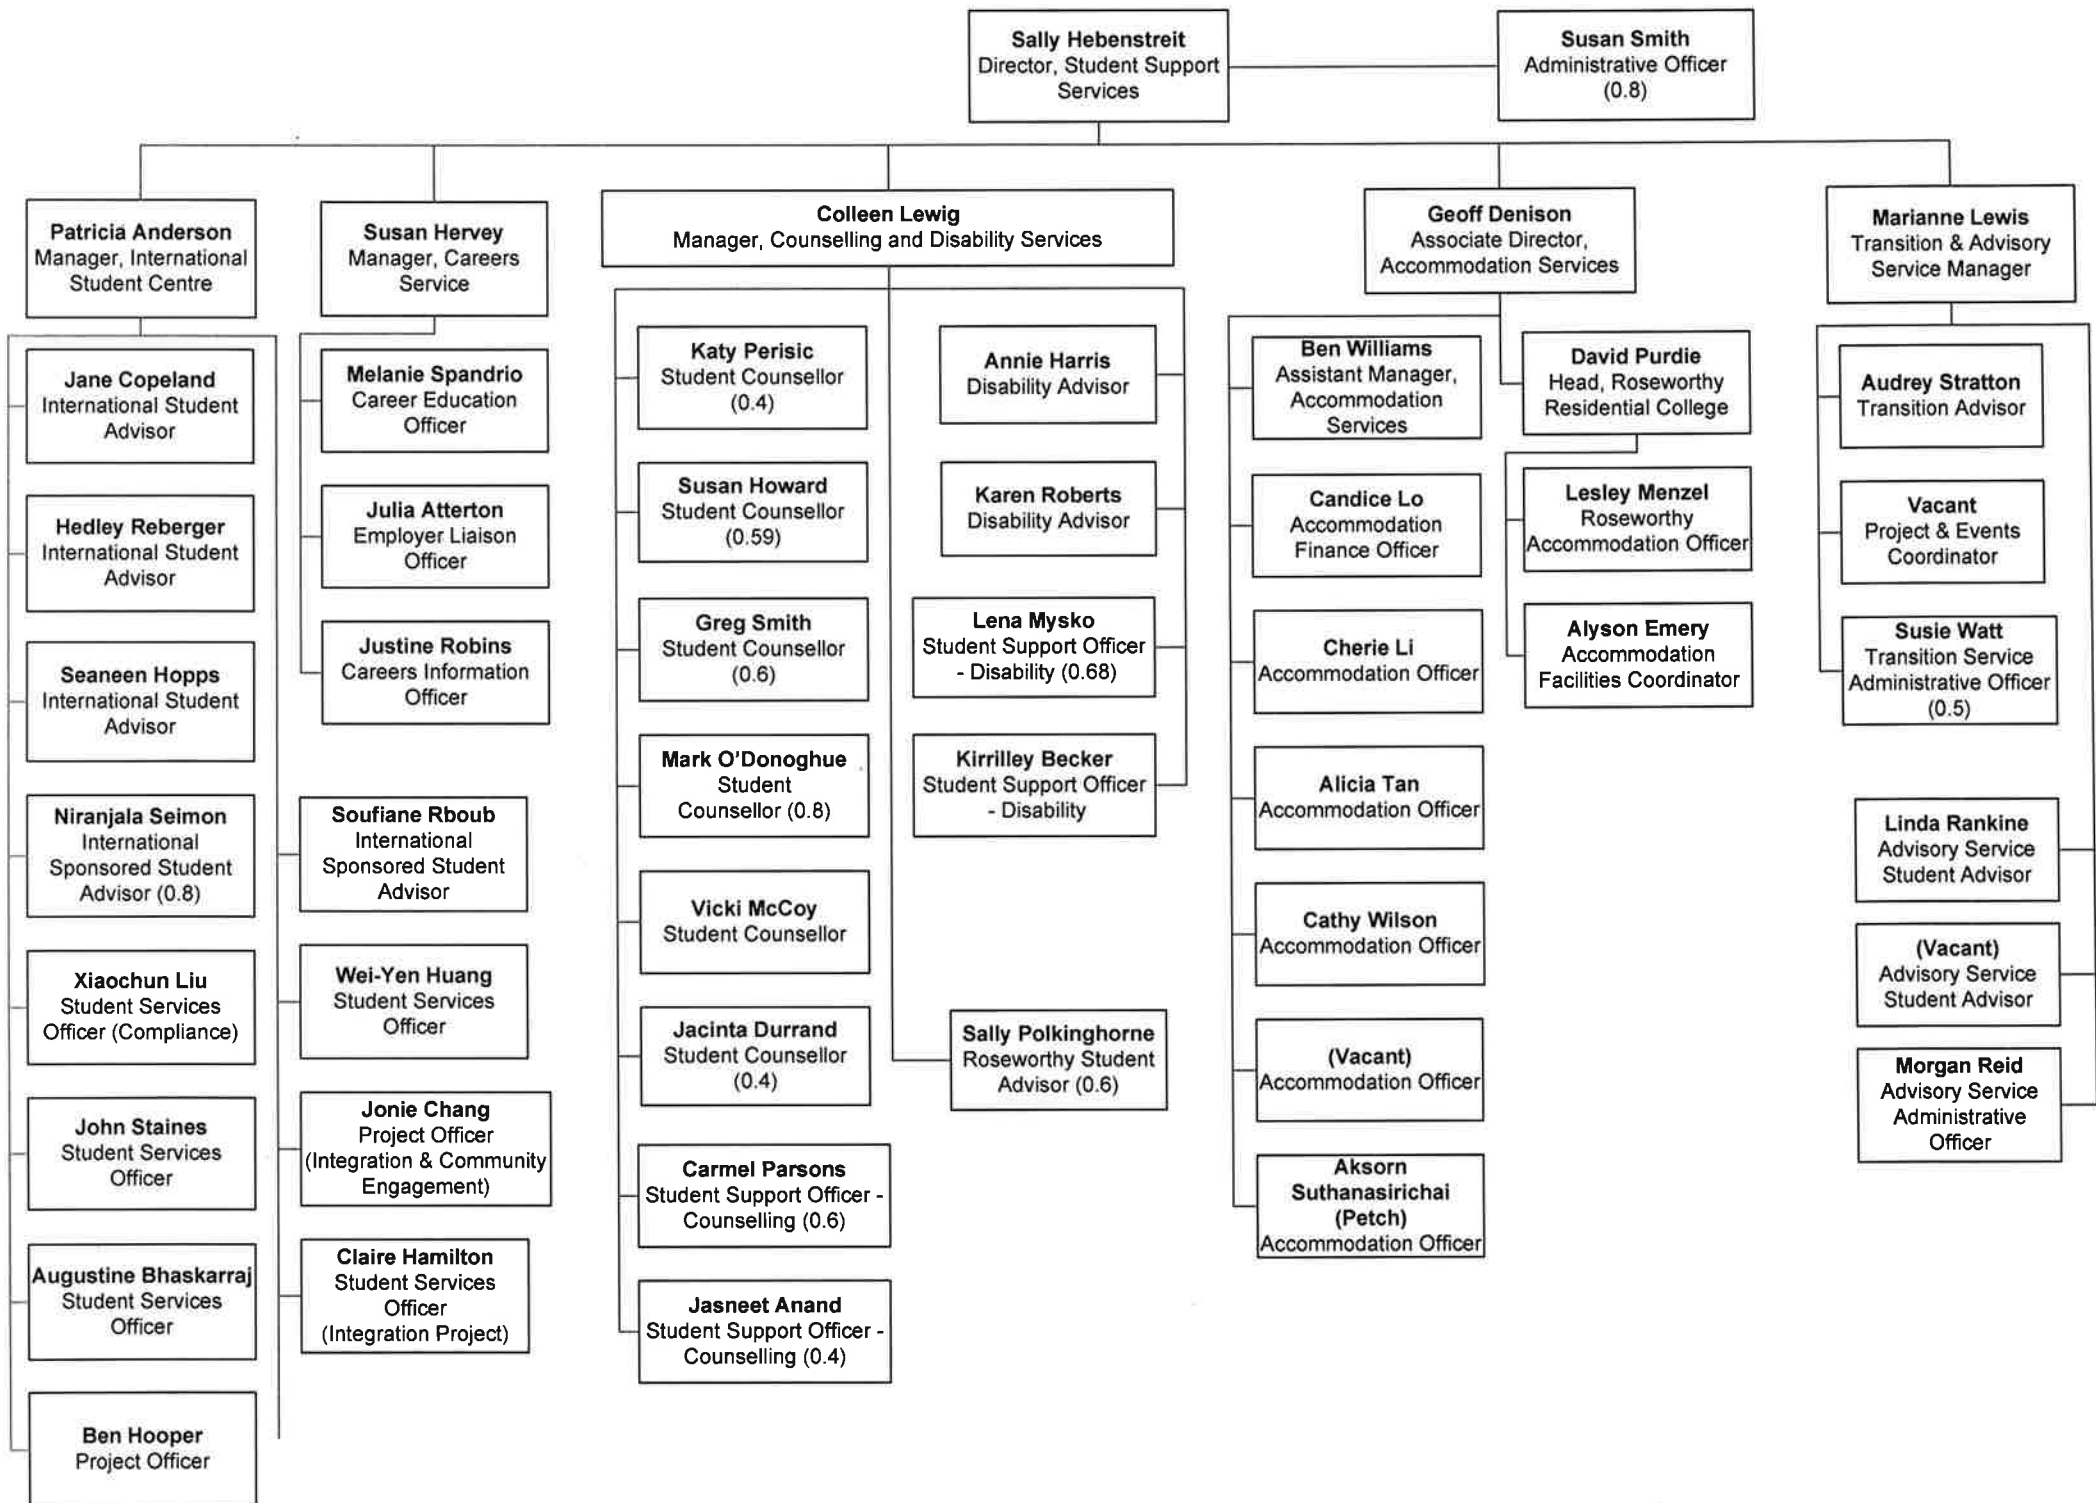 Sally Hebenstreit
Director, Student Support
Services
Susan Smith
Administrative Officer
(0.8)
Patricia Anderson
Manager, International
Student Centre
Jane Copeland
International Student
Advisor
Hedley Reberger
International Student
Advisor
Seaneen Hopps
International Student
Advisor
Niranjala Seimon
International
Sponsored Student
Advisor (0.8)
Xiaochun Liu
Student Services
Officer (Compliance)
John Staines
Student Services
Officer
Augustine Bhaskarraj
Student Services
Officer
Ben Hooper
Project Officer
Soufiane Rboub
International
Sponsored Student
Advisor
Wei-Yen Huang
Student Services
Officer
Jonie Chang
Project Officer
(Integration & Community
Engagement)
Claire Hamilton
Student Services
Officer
(Integration Project)
Susan Hervey
Manager, Careers
Service
Melanie Spandrio
Career Education
Officer
Julia Atterton
Employer Liaison
Officer
Justine Robins
Careers Information
Officer
Colleen Lewig
Manager, Counselling and Disability Services
Katy Perisic
Student Counsellor
(0.4)
Susan Howard
Student Counsellor
(0.59)
Greg Smith
Student Counsellor
(0.6)
Mark O'Donoghue
Student
Counsellor (0.8)
Vicki McCoy
Student Counsellor
Jacinta Durrand
Student Counsellor
(0.4)
Carmel Parsons
Student Support Officer -
Counselling (0.6)
Jasneet Anand
Student Support Officer -
Counselling (0.4)
Annie Harris
Disability Advisor
Karen Roberts
Disability Advisor
Lena Mysko
Student Support Officer
- Disability (0.68)
Kirrilley Becker
Student Support Officer
- Disability
Sally Polkinghorne
Roseworthy Student
Advisor (0.6)
Geoff Denison
Associate Director,
Accommodation Services
Ben Williams
Assistant Manager,
Accommodation
Services
Candice Lo
Accommodation
Finance Officer
Cherie Li
Accommodation Officer
Alicia Tan
Accommodation Officer
Cathy Wilson
Accommodation Officer
(Vacant)
Accommodation Officer
Aksorn
Suthanasirichai
(Petch)
Accommodation Officer
David Purdie
Head, Roseworthy
Residential College
Lesley Menzel
Roseworthy
Accommodation Officer
Alyson Emery
Accommodation
Facilities Coordinator
Marianne Lewis
Transition & Advisory
Service Manager
Audrey Stratton
Transition Advisor
Vacant
Project & Events
Coordinator
Susie Watt
Transition Service
Administrative Officer
(0.5)
Linda Rankine
Advisory Service
Student Advisor
(Vacant)
Advisory Service
Student Advisor
Morgan Reid
Advisory Service
Administrative
Officer